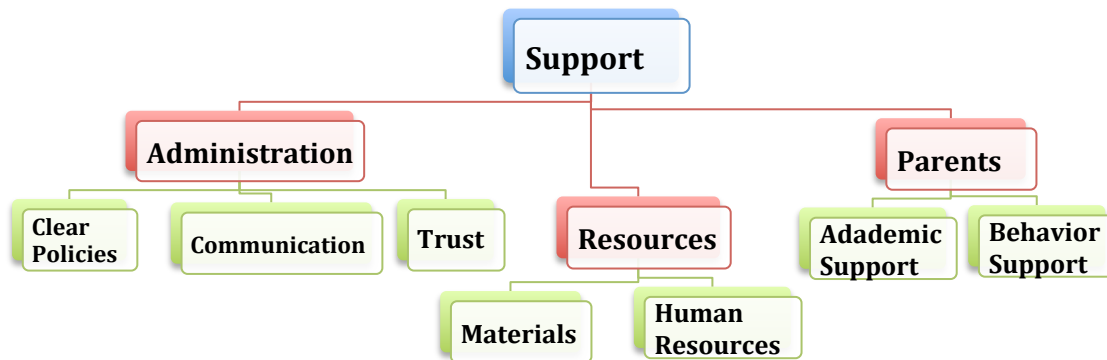 Support
Administration
Parents
Resources
Clear
Policies
Communication
Trust
Adademic
Support
Behavior
Support
Materials
Human
Resources